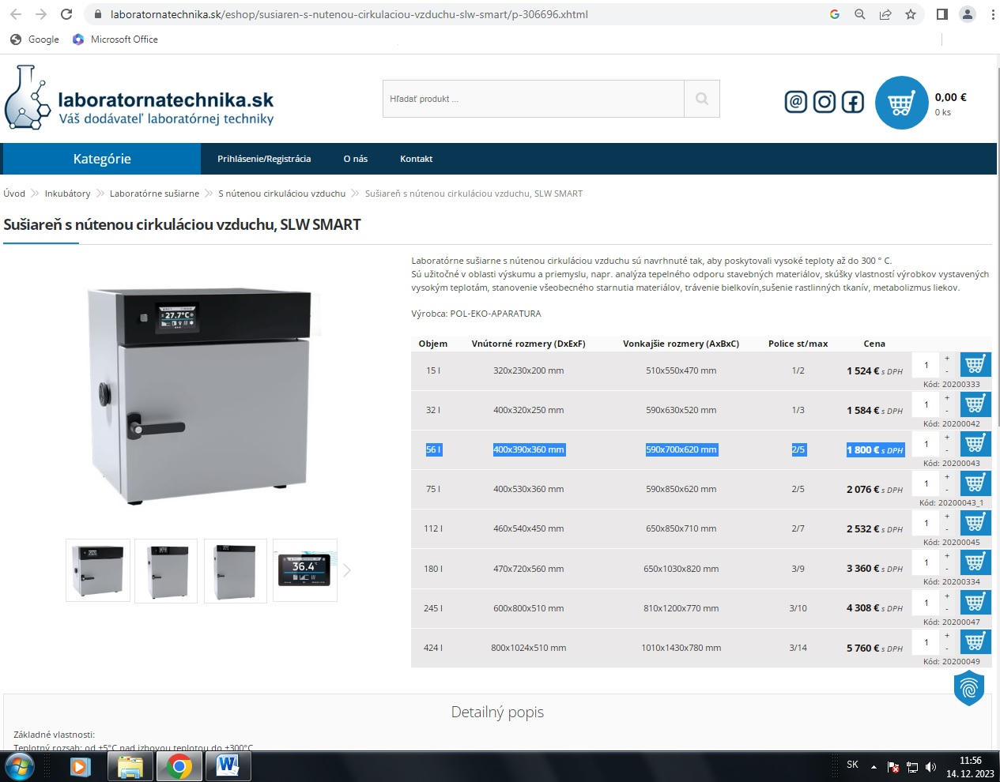 laboratornatechnika.sk/eshop/susiaren-s-nutenou-cirkulaciou-vzduchu-slw-smart/p-306696.xhtml
Google
Microsoft Office
laboratornatechnika.sk
Váš dodávateľ laboratórnej techniky
Hľadať produkt ...
0,00 €
0 ks
Kategórie
Prihlásenie/Registrácia
O nás
Kontakt
Úvod
Inkubátory
Laboratórne sušiarne
S nútenou cirkuláciou vzduchu
Sušiareň s nútenou cirkuláciou vzduchu, SLW SMART
Sušiareň s nútenou cirkuláciou vzduchu, SLW SMART
Laboratórne sušiarne s nútenou cirkuláciou vzduchu sú navrhnuté tak, aby poskytovali vysoké teploty až do 300 ° C.
Sú užitočné v oblasti výskumu a priemyslu, napr. analýza tepelného odporu stavebných materiálov, skúšky vlastností výrobkov vystavených
vysokým teplotám, stanovenie všeobecného starnutia materiálov, trávenie bielkovín,sušenie rastlinných tkanív, metabolizmus liekov.
Výrobca: POL-EKO-APARATURA
27.7°C
36.4°C
Objem Vnútorné rozmery (DxExF) Vonkajšie rozmery (AxBxC) Police st/max Cena
15 l 320x230x200 mm 510x550x470 mm 1/2 1 524 € s DPH 1 + -
Kód: 20200333
32 l 400x320x250 mm 590x630x520 mm 1/3 1 584 € s DPH 1 + -
Kód: 20200042
56 l 400x390x360 mm 590x700x620 mm 2/5 1 800 € s DPH 1 + -
Kód: 20200043
75 l 400x530x360 mm 590x850x620 mm 2/5 2 076 € s DPH 1 + -
Kód: 20200043_1
112 l 460x540x450 mm 650x850x710 mm 2/7 2 532 € s DPH 1 + -
Kód: 20200045
180 l 470x720x560 mm 650x1030x820 mm 3/9 3 360 € s DPH 1 + -
Kód: 20200334
245 l 600x800x510 mm 810x1200x770 mm 3/10 4 308 € s DPH 1 + -
Kód: 20200047
424 l 800x1024x510 mm 1010x1430x780 mm 3/14 5 760 € s DPH 1 + -
Kód: 20200049
Detailný popis
Základné vlastnosti:
Teplotný rozsah: od +5°C nad izbovou teplotou do +300°C
SK
11:56
14. 12. 2023